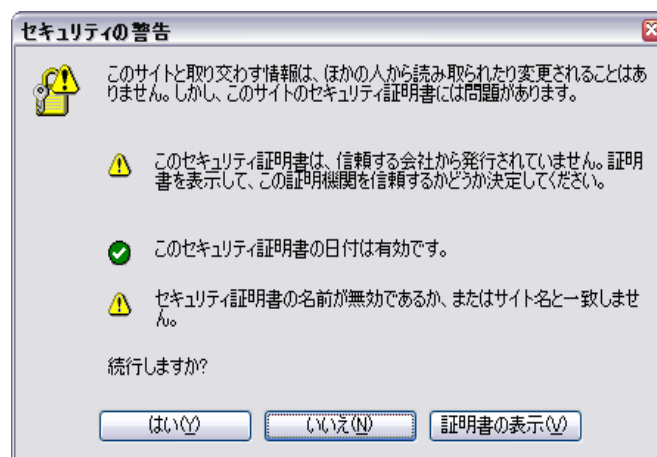 セキュリティの警告
このサイトと取り交わす情報は、ほかの人から読み取られたり変更されることはあ
りません。しかし、このサイトのセキュリティ証明書には問題があります。
このセキュリティ証明書は、信頼する会社から発行されていません。証明
書を表示して、この証明機関を信頼するかどうか決定してください。
このセキュリティ証明書の日付は有効です。
セキュリティ証明書の名前が無効であるか、またはサイト名と一致しませ
ん。
続行しますか?
はい(Y) いいえ(N) 証明書の表示(V)